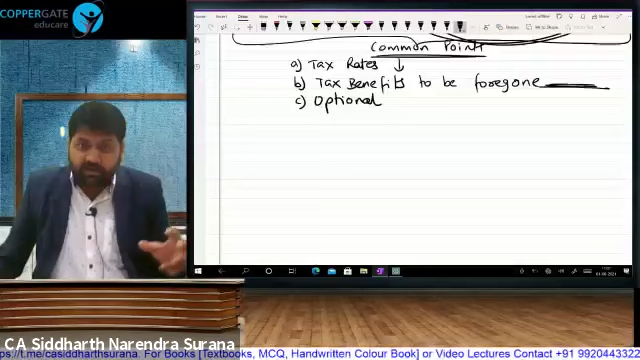 COPPERGATE
educare
Common Points
a) Tax Rates ↓
b) Tax Benefits to be foregone
c) Optional
CA Siddharth Narendra Surana
https://t.me/casiddharthsurana. For Books [Textbooks, MCQ, Handwritten Colour Book] or Video Lectures Contact +91 9920443322